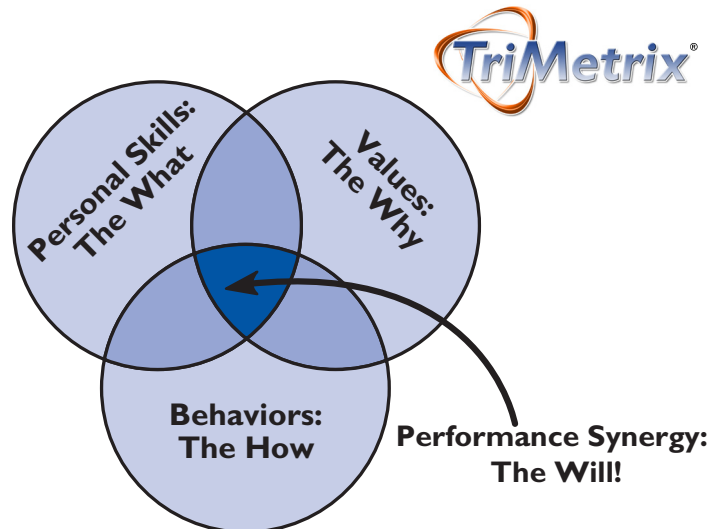 TriMetrix®
Personal Skills:
The What
Values:
The Why
Behaviors:
The How
Performance Synergy:
The Will!